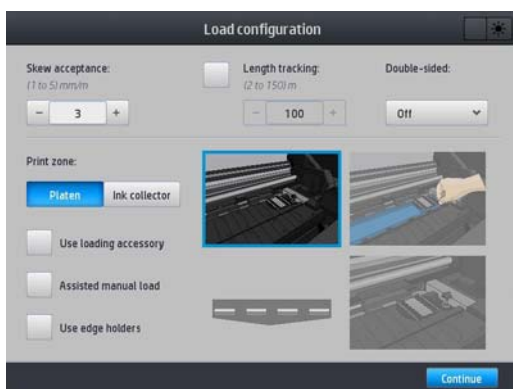 Load configuration
Skew acceptance:
(1 to 5) mm/m
- 3 +
Length tracking:
(2 to 150) m
- 100 +
Double-sided:
Off
Print zone:
Platen
Ink collector
Use loading accessory
Assisted manual load
Use edge holders
Continue